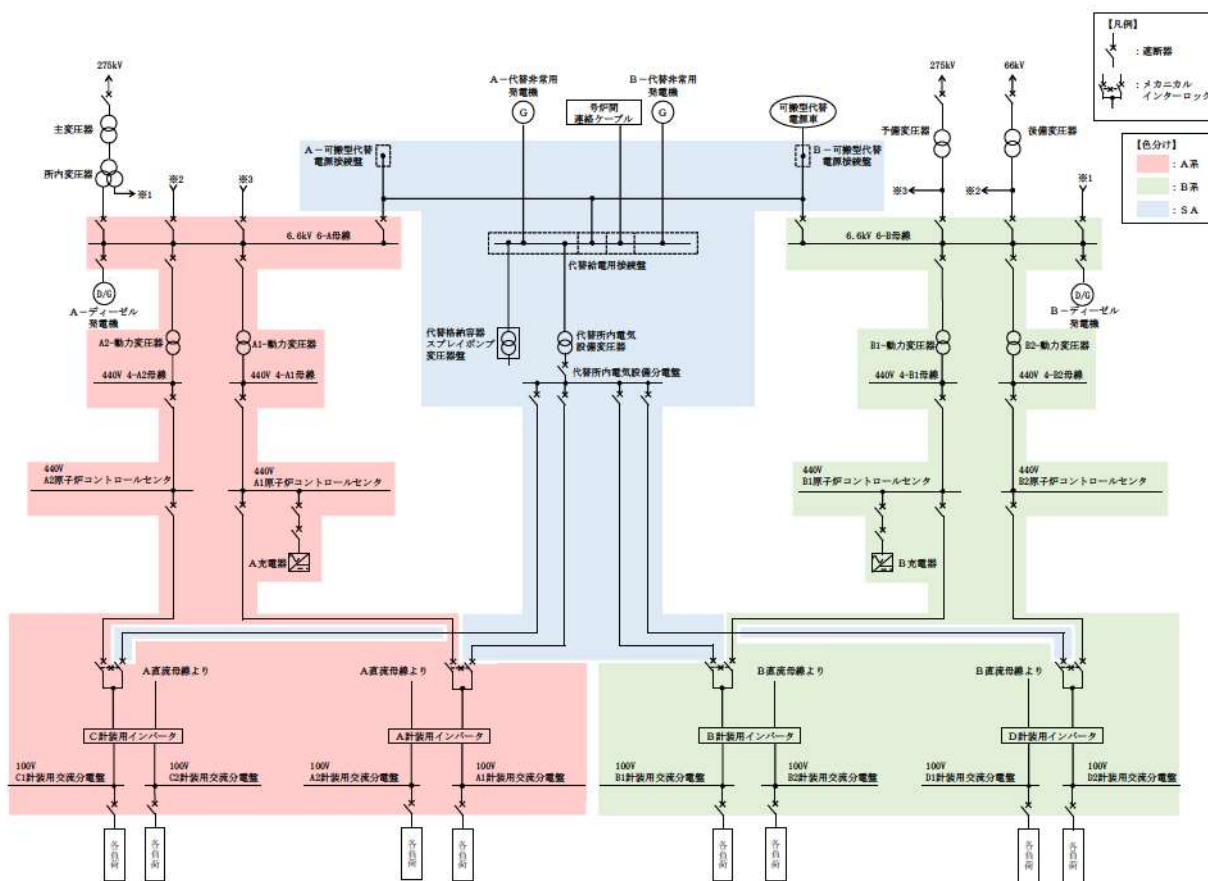 【凡例】
：遮断器
：メカニカル
インターロック
【色分け】
：A系
：B系
：SA
275kV
主変圧器
所内変圧器
※1
※2
※3
A－代替非常用
発電機
G
号炉間
連絡ケーブル
B－代替非常用
発電機
G
可搬型代替
電源車
A－可搬型代替
電源接続盤
B－可搬型代替
電源接続盤
275kV
66kV
予備変圧器
後備変圧器
※3
※2
※1
6.6kV 6-A母線
代替給電用接続盤
6.6kV 6-B母線
D/G
A－ディーゼル
発電機
D/G
B－ディーゼル
発電機
代替格納容器
スプレイポンプ
変圧器盤
代替所内電気
設備変圧器
代替所内電気設備分電盤
A2-動力変圧器
A1-動力変圧器
B1-動力変圧器
B2-動力変圧器
440V 4-A2母線
440V 4-A1母線
440V 4-B1母線
440V 4-B2母線
440V
A2原子炉コントロールセンタ
440V
A1原子炉コントロールセンタ
440V
B1原子炉コントロールセンタ
440V
B2原子炉コントロールセンタ
A充電器
B充電器
A直流母線より
A直流母線より
B直流母線より
B直流母線より
C計装用インバータ
A計装用インバータ
B計装用インバータ
D計装用インバータ
100V
C1計装用交流分電盤
100V
C2計装用交流分電盤
100V
A2計装用交流分電盤
100V
A1計装用交流分電盤
100V
B1計装用交流分電盤
100V
B2計装用交流分電盤
100V
D1計装用交流分電盤
100V
D2計装用交流分電盤
各負荷
各負荷
各負荷
各負荷
各負荷
各負荷
各負荷
各負荷